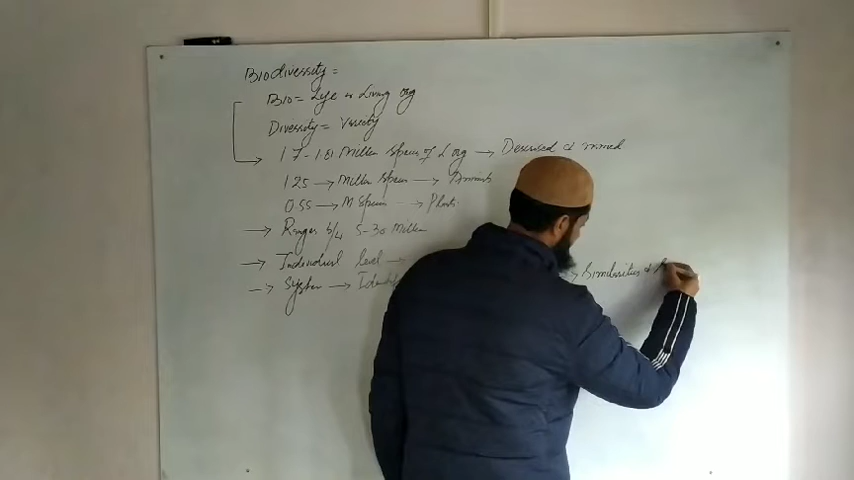 Biodiversity =
Bio = Life or Living org
Diversity = Variety
1.7 - 1.81 Million Species of L org → Described & named
1.25 → Million Species → Animals
0.55 → M Species → Plants
→ Ranges b/w 5-30 Million
→ Individual level →
→ System → → Similarities &